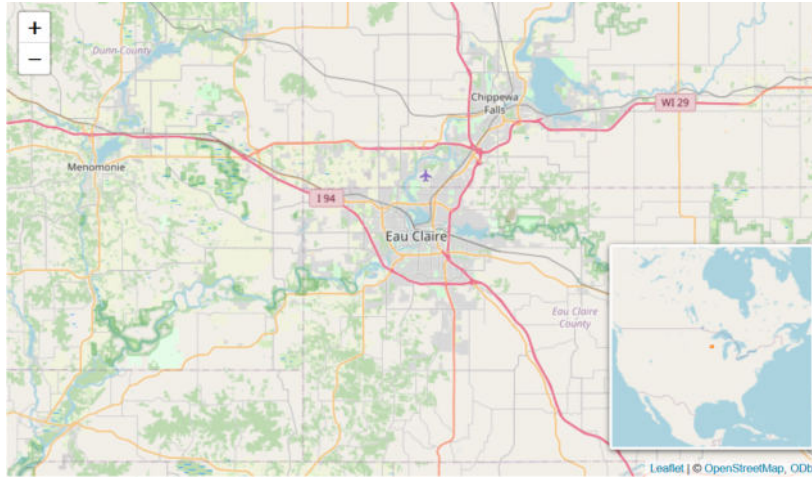 +
−
Dunn-County
Chippewa
Falls
WI 29
Menomonie
I 94
Eau Claire
Eau Claire
County
Leaflet | © OpenStreetMap, ODb